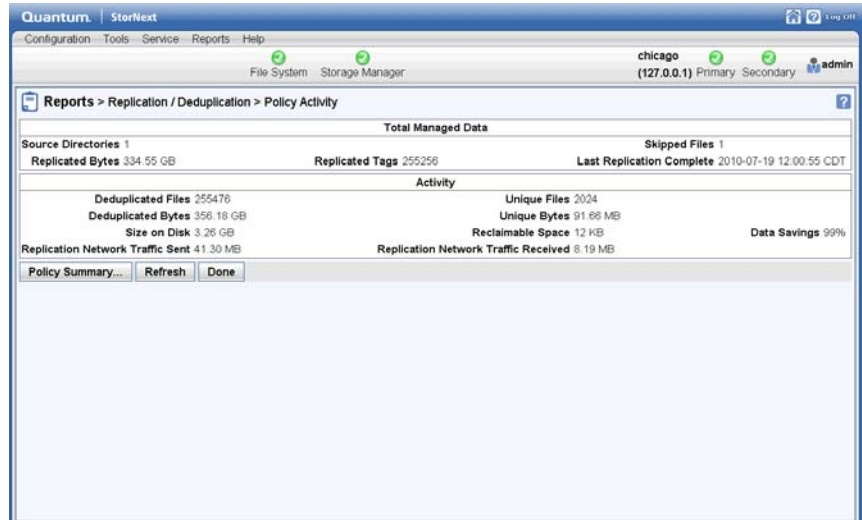 Quantum. StorNext Log Off
Configuration Tools Service Reports Help
File System Storage Manager
chicago
(127.0.0.1) Primary Secondary admin
Reports > Replication / Deduplication > Policy Activity
Total Managed Data
Source Directories 1 Skipped Files 1
Replicated Bytes 334.55 GB Replicated Tags 255256 Last Replication Complete 2010-07-19 12:00:55 CDT
Activity
Deduplicated Files 255476 Unique Files 2024
Deduplicated Bytes 356.18 GB Unique Bytes 91.66 MB
Size on Disk 3.26 GB Reclaimable Space 12 KB Data Savings 99%
Replication Network Traffic Sent 41.30 MB Replication Network Traffic Received 8.19 MB
Policy Summary... Refresh Done